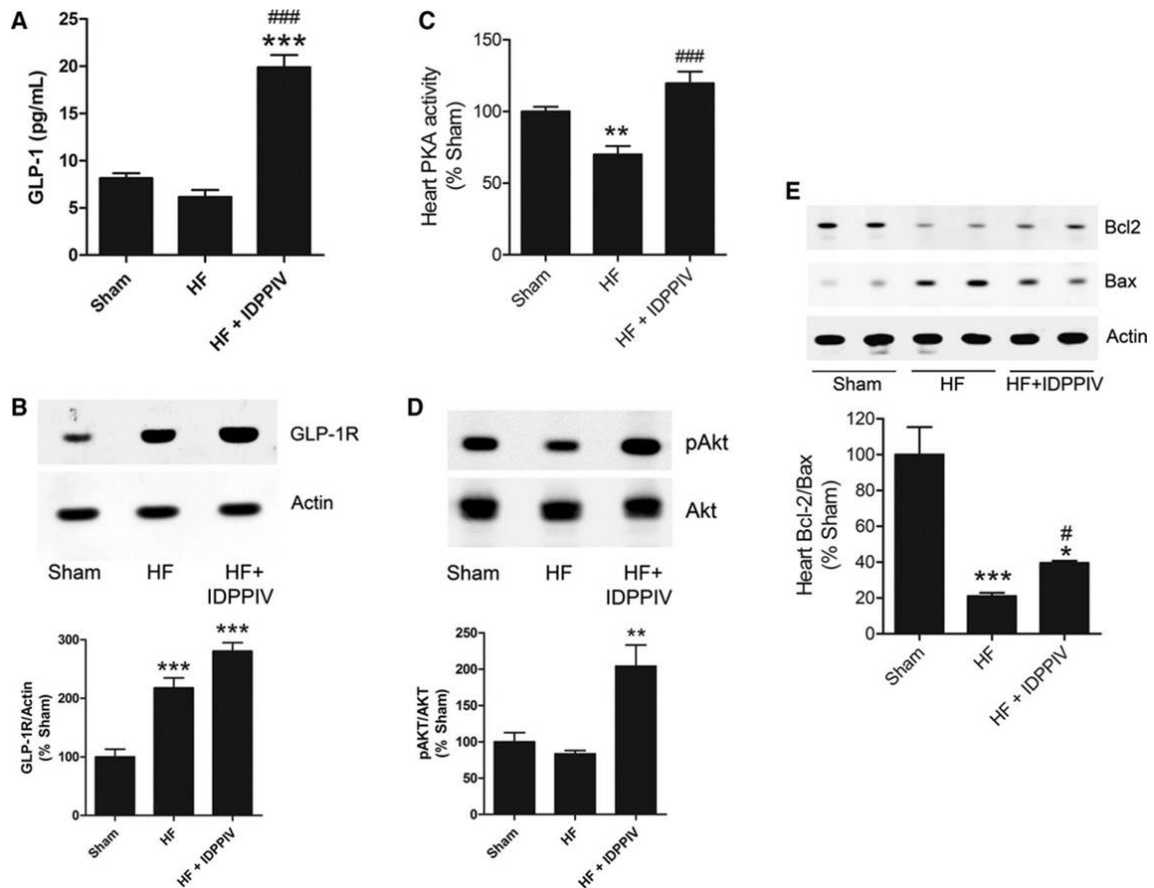 A
GLP-1 (pg/mL)
25
20
15
10
5
0
###
***
Sham
HF
HF + IDPPIV
C
Heart PKA activity
(% Sham)
150
100
50
0
**
###
Sham
HF
HF + IDPPIV
B
GLP-1R
Actin
Sham HF HF+
IDPPIV
GLP-1R/Actin
(% Sham)
300
200
100
0
***
***
Sham
HF
HF + IDPPIV
D
pAkt
Akt
Sham HF HF+
IDPPIV
pAKT/AKT
(% Sham)
250
200
150
100
50
0
**
Sham
HF
HF + IDPPIV
E
Bcl2
Bax
Actin
Sham HF HF+IDPPIV
Heart Bcl-2/Bax
(% Sham)
120
100
80
60
40
20
0
***
#
*
Sham
HF
HF + IDPPIV